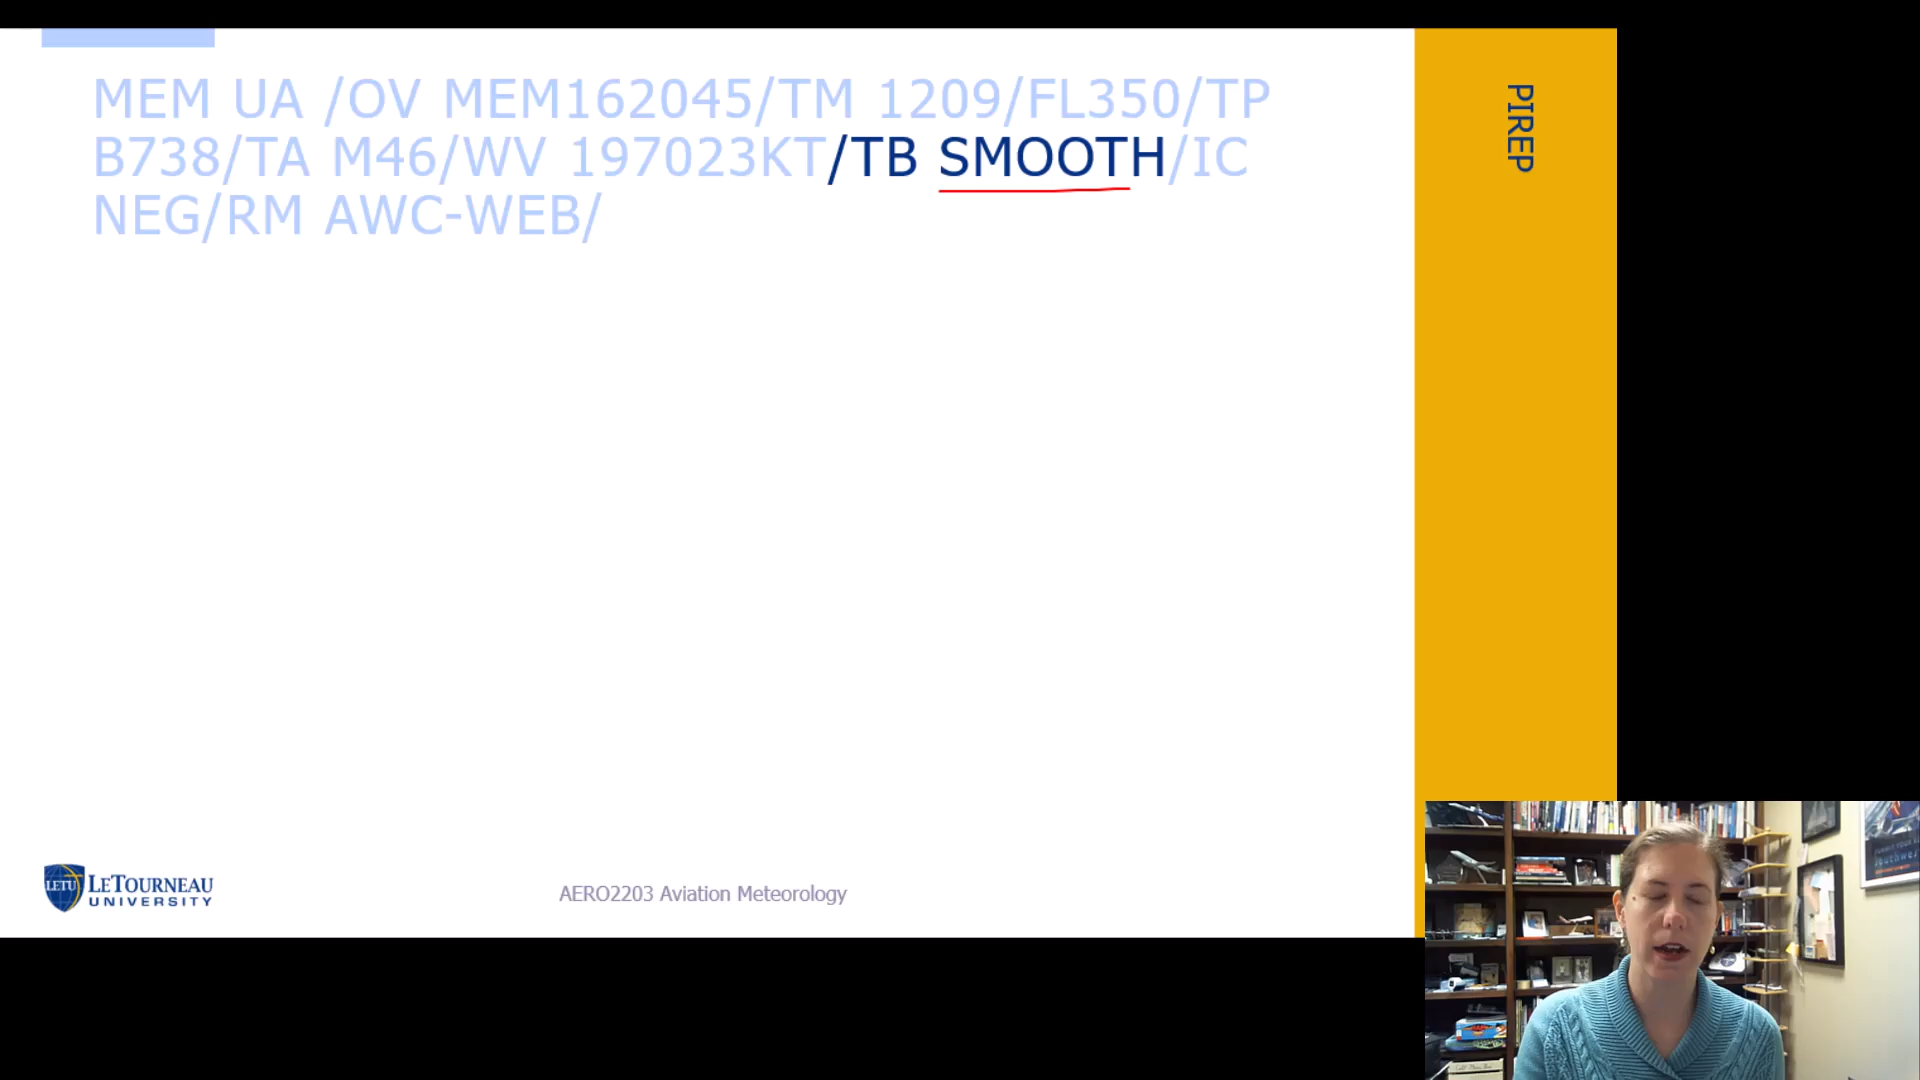 MEM UA /OV MEM162045/TM 1209/FL350/TP
B738/TA M46/WV 197023KT/TB SMOOTH/IC
NEG/RM AWC-WEB/
PIREP
LETU LETOURNEAU
UNIVERSITY
AERO2203 Aviation Meteorology